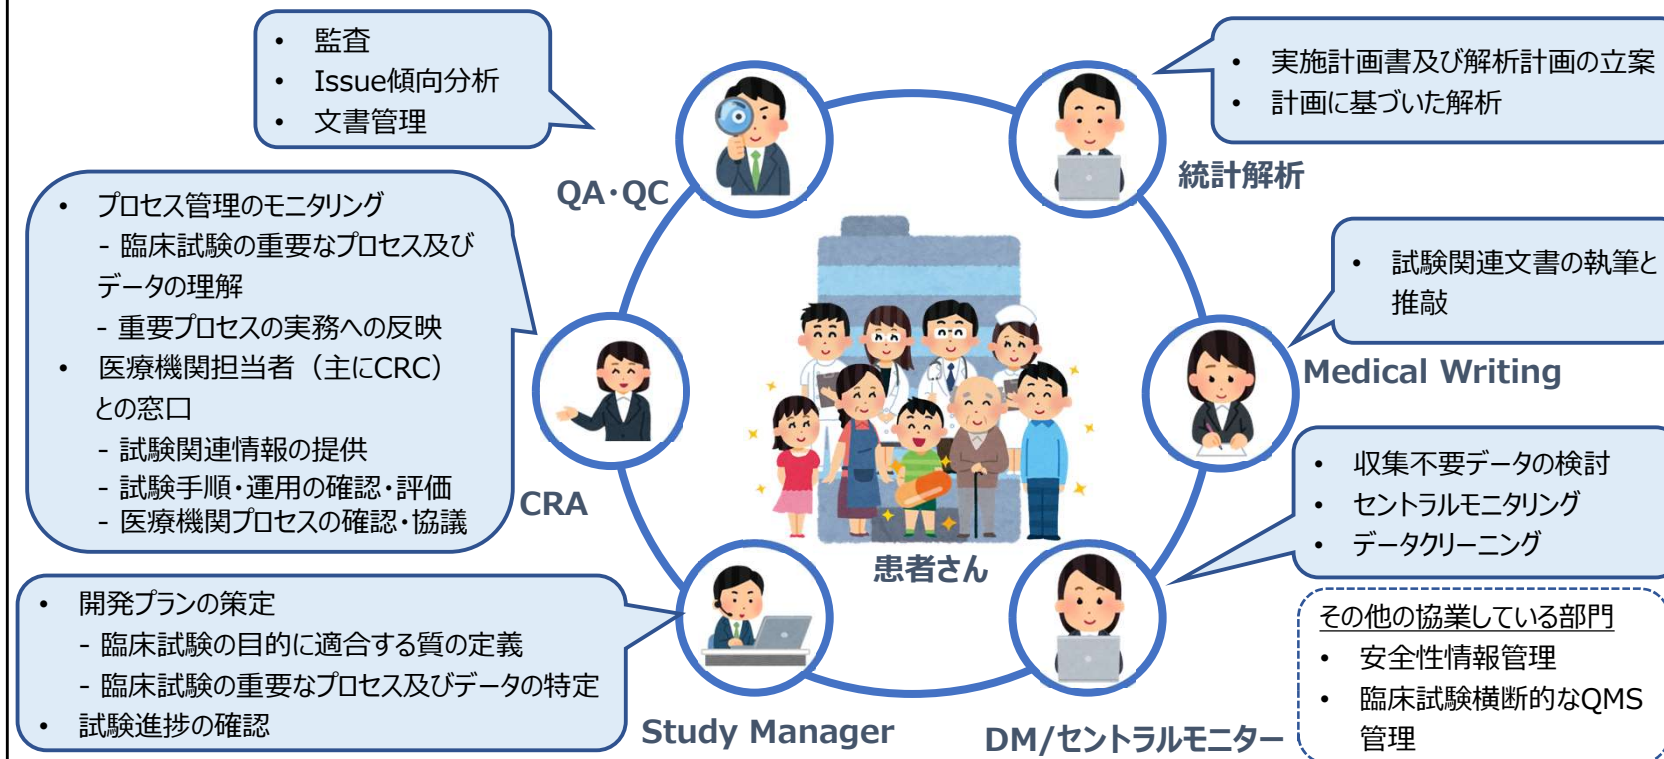 • 監査
• Issue傾向分析
• 文書管理
QA・QC
• 実施計画書及び解析計画の立案
• 計画に基づいた解析
統計解析
• プロセス管理のモニタリング
- 臨床試験の重要なプロセス及び
データの理解
- 重要プロセスの実務への反映
• 医療機関担当者（主にCRC）
との窓口
- 試験関連情報の提供
- 試験手順・運用の確認・評価
- 医療機関プロセスの確認・協議
CRA
• 試験関連文書の執筆と
推敲
Medical Writing
• 収集不要データの検討
• セントラルモニタリング
• データクリーニング
患者さん
• 開発プランの策定
- 臨床試験の目的に適合する質の定義
- 臨床試験の重要なプロセス及びデータの特定
• 試験進捗の確認
Study Manager
DM/セントラルモニター
その他の協業している部門
• 安全性情報管理
• 臨床試験横断的なQMS
管理